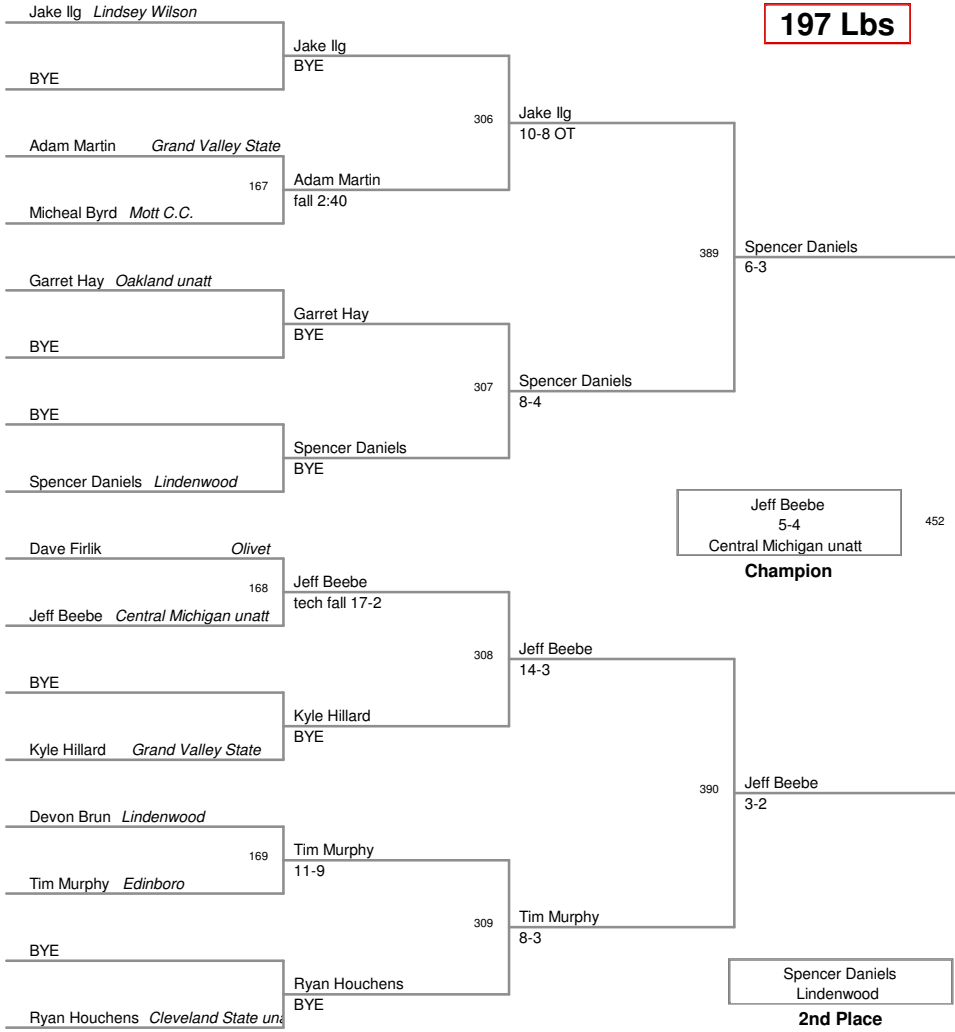 197 Lbs
Jake Ilg Lindsey Wilson
BYE
Adam Martin Grand Valley State
167
Micheal Byrd Mott C.C.
Garret Hay Oakland unatt
BYE
BYE
Spencer Daniels Lindenwood
Dave Firlik Olivet
168
Jeff Beebe Central Michigan unatt
BYE
Kyle Hillard Grand Valley State
Devon Brun Lindenwood
169
Tim Murphy Edinboro
BYE
Ryan Houchens Cleveland State una
Jake Ilg
BYE
306
Adam Martin
fall 2:40
Garret Hay
BYE
307
Spencer Daniels
BYE
Jeff Beebe
tech fall 17-2
308
Kyle Hillard
BYE
Tim Murphy
11-9
309
Ryan Houchens
BYE
Jake Ilg
10-8 OT
389
Spencer Daniels
8-4
Jeff Beebe
14-3
390
Tim Murphy
8-3
Spencer Daniels
6-3
Jeff Beebe
5-4
Central Michigan unatt
452
Champion
Jeff Beebe
3-2
Spencer Daniels
Lindenwood
2nd Place